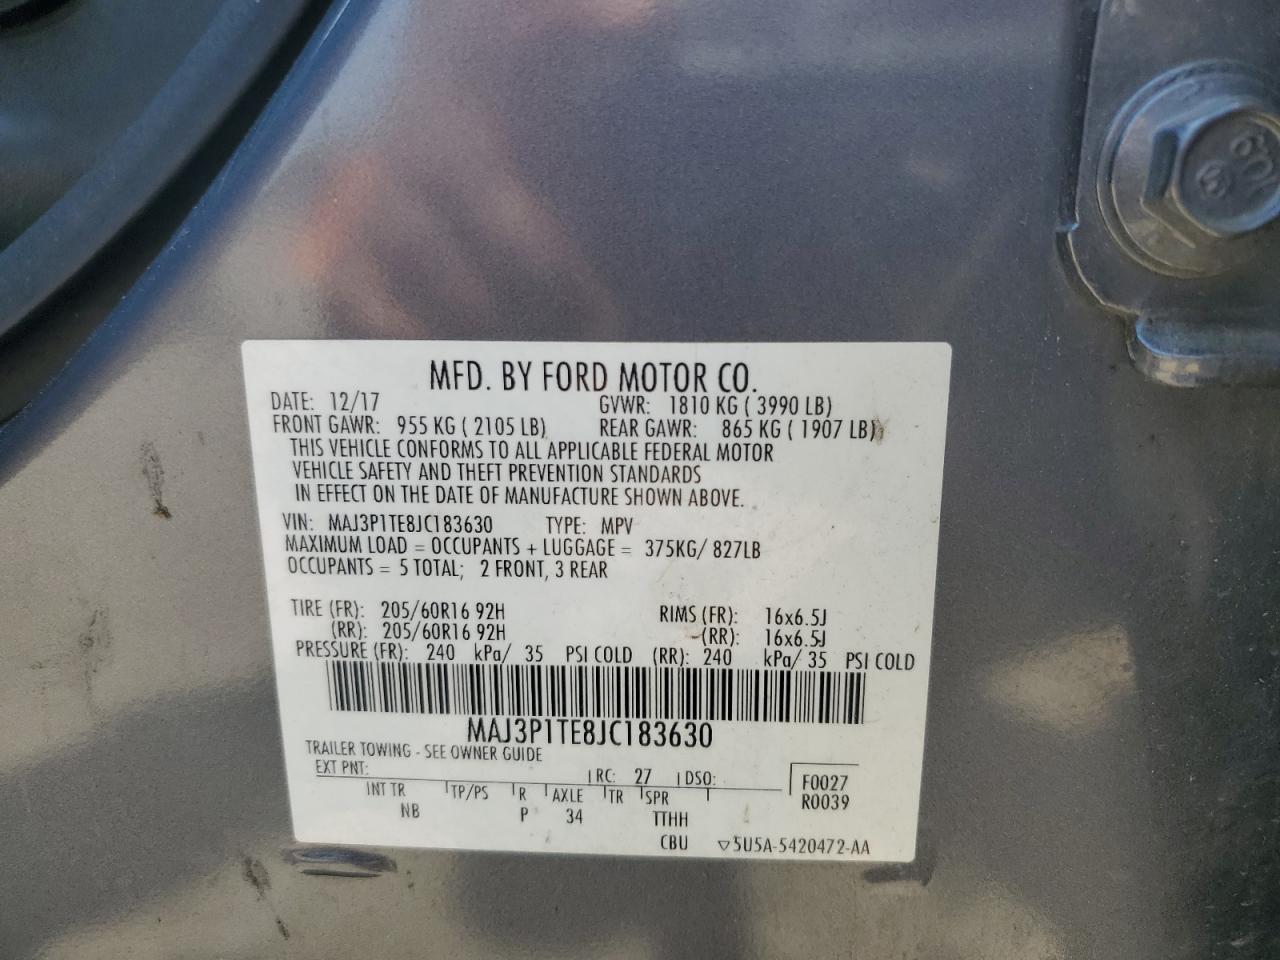 MFD. BY FORD MOTOR CO.
DATE: 12/17 GVWR: 1810 KG ( 3990 LB)
FRONT GAWR: 955 KG ( 2105 LB) REAR GAWR: 865 KG ( 1907 LB)
THIS VEHICLE CONFORMS TO ALL APPLICABLE FEDERAL MOTOR
VEHICLE SAFETY AND THEFT PREVENTION STANDARDS
IN EFFECT ON THE DATE OF MANUFACTURE SHOWN ABOVE.
VIN: MAJ3P1TE8JC183630 TYPE: MPV
MAXIMUM LOAD = OCCUPANTS + LUGGAGE = 375KG/ 827LB
OCCUPANTS = 5 TOTAL; 2 FRONT, 3 REAR
TIRE (FR): 205/60R16 92H RIMS (FR): 16x6.5J
(RR): 205/60R16 92H (RR): 16x6.5J
PRESSURE (FR): 240 kPa/ 35 PSI COLD (RR): 240 kPa/ 35 PSI COLD
MAJ3P1TE8JC183630
TRAILER TOWING - SEE OWNER GUIDE
EXT PNT: RC: 27 DSO: F0027
INT TR TP/PS R AXLE TR SPR R0039
NB P 34 TTHH
CBU ▽5U5A-5420472-AA